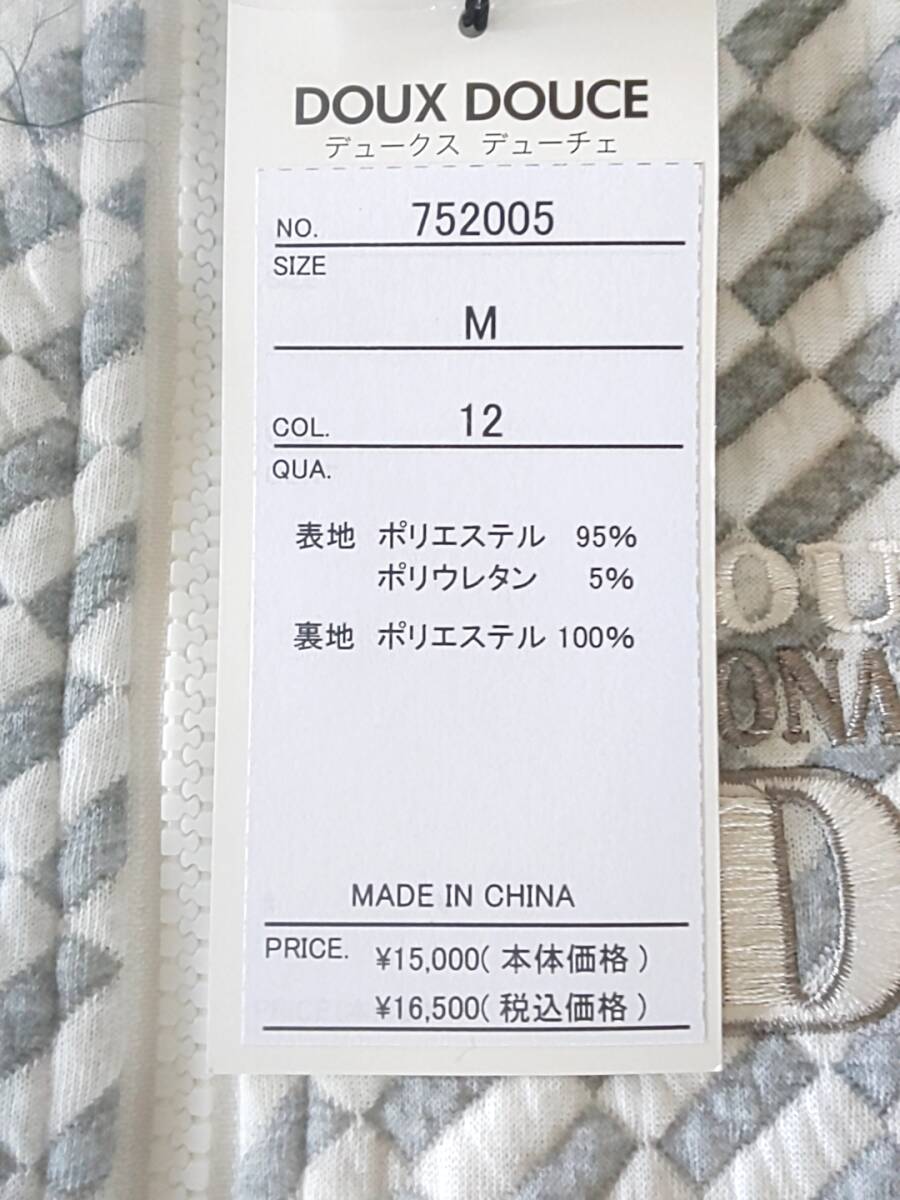 DOUX DOUCE
デュークス デューチェ
NO. 752005
SIZE
M
COL. 12
QUA.
表地 ポリエステル 95%
ポリウレタン 5%
裏地 ポリエステル 100%
MADE IN CHINA
PRICE. ¥15,000( 本体価格 )
¥16,500( 税込価格 )
OU
ONA
D